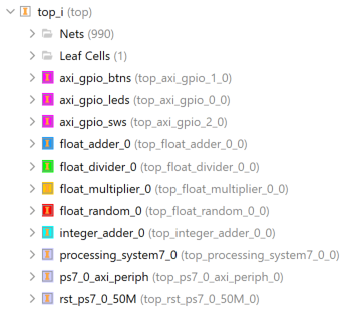 top_i (top)
Nets (990)
Leaf Cells (1)
axi_gpio_btns (top_axi_gpio_1_0)
axi_gpio_leds (top_axi_gpio_0_0)
axi_gpio_sws (top_axi_gpio_2_0)
float_adder_0 (top_float_adder_0_0)
float_divider_0 (top_float_divider_0_0)
float_multiplier_0 (top_float_multiplier_0_0)
float_random_0 (top_float_random_0_0)
integer_adder_0 (top_integer_adder_0_0)
processing_system7_0 (top_processing_system7_0_0)
ps7_0_axi_periph (top_ps7_0_axi_periph_0)
rst_ps7_0_50M (top_rst_ps7_0_50M_0)